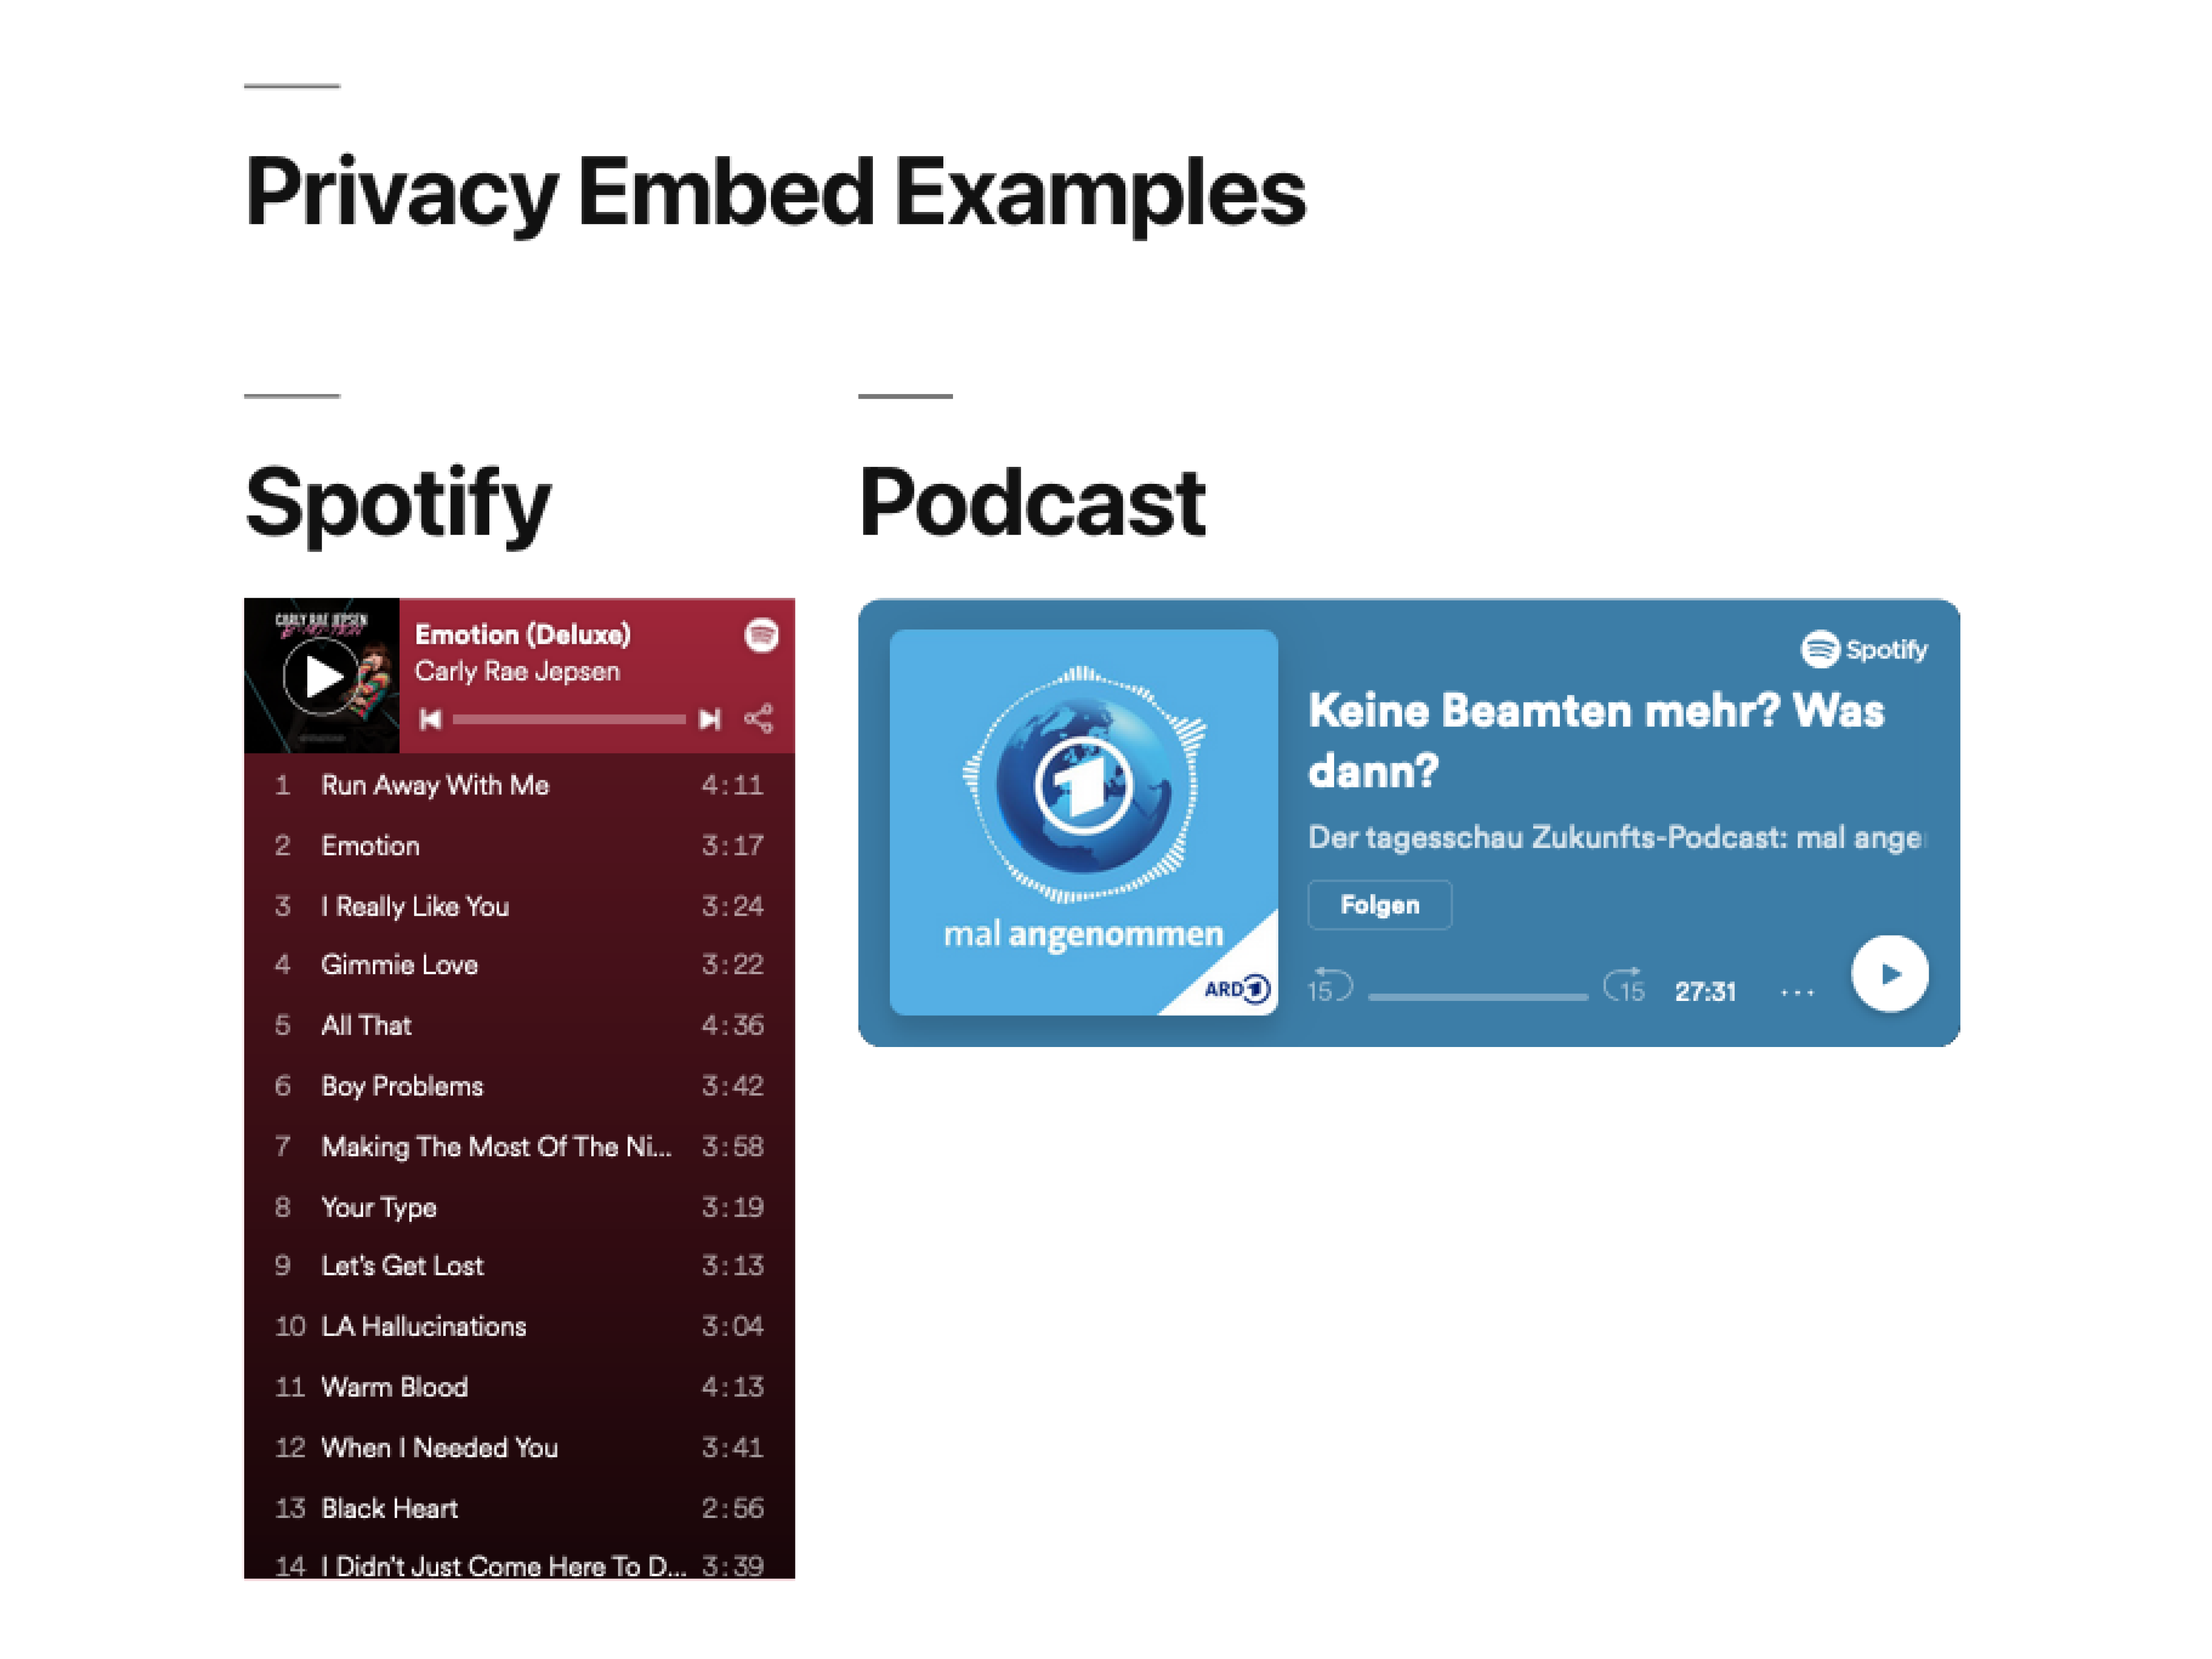 Privacy Embed Examples
Spotify
CARLY RAE JEPSEN
Emotion (Deluxe)
Carly Rae Jepsen
1 Run Away With Me 4:11
2 Emotion 3:17
3 I Really Like You 3:24
4 Gimmie Love 3:22
5 All That 4:36
6 Boy Problems 3:42
7 Making The Most Of The Ni... 3:58
8 Your Type 3:19
9 Let's Get Lost 3:13
10 LA Hallucinations 3:04
11 Warm Blood 4:13
12 When I Needed You 3:41
13 Black Heart 2:56
14 I Didn't Just Come Here To D... 3:39
Podcast
1
mal angenommen
ARD 1
Spotify
Keine Beamten mehr? Was
dann?
Der tagesschau Zukunfts-Podcast: mal ange
Folgen
15 15 27:31 ...